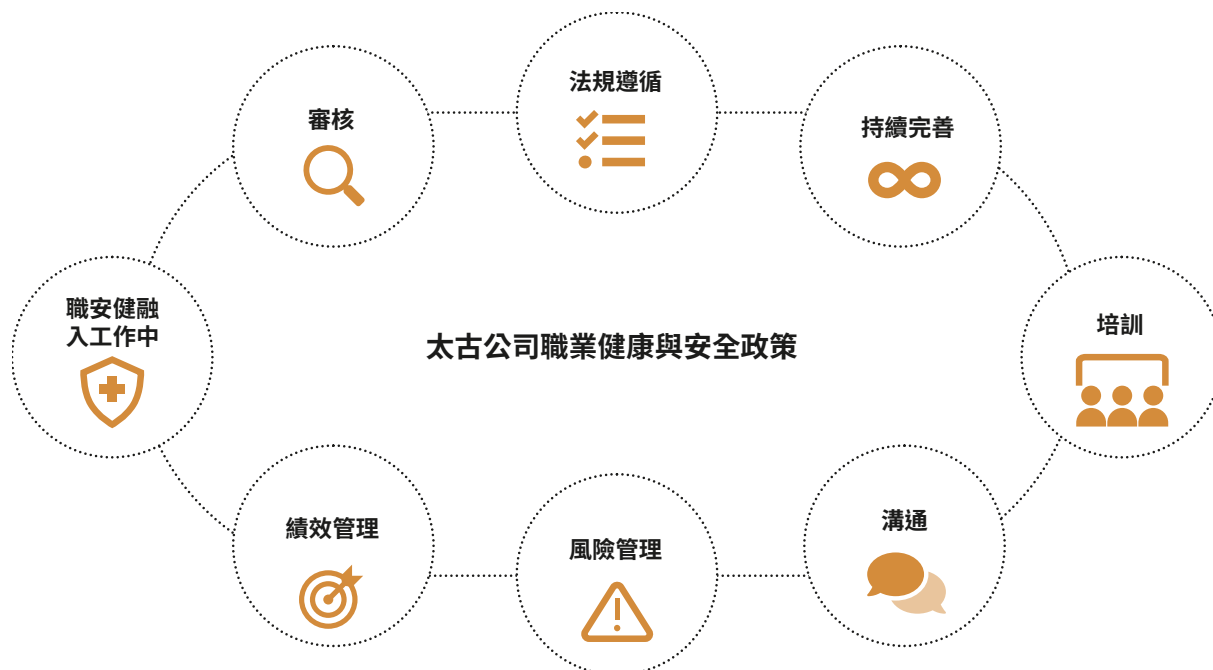 法規遵循
審核
持續完善
職安健融
入工作中
培訓
太古公司職業健康與安全政策
績效管理
風險管理
溝通